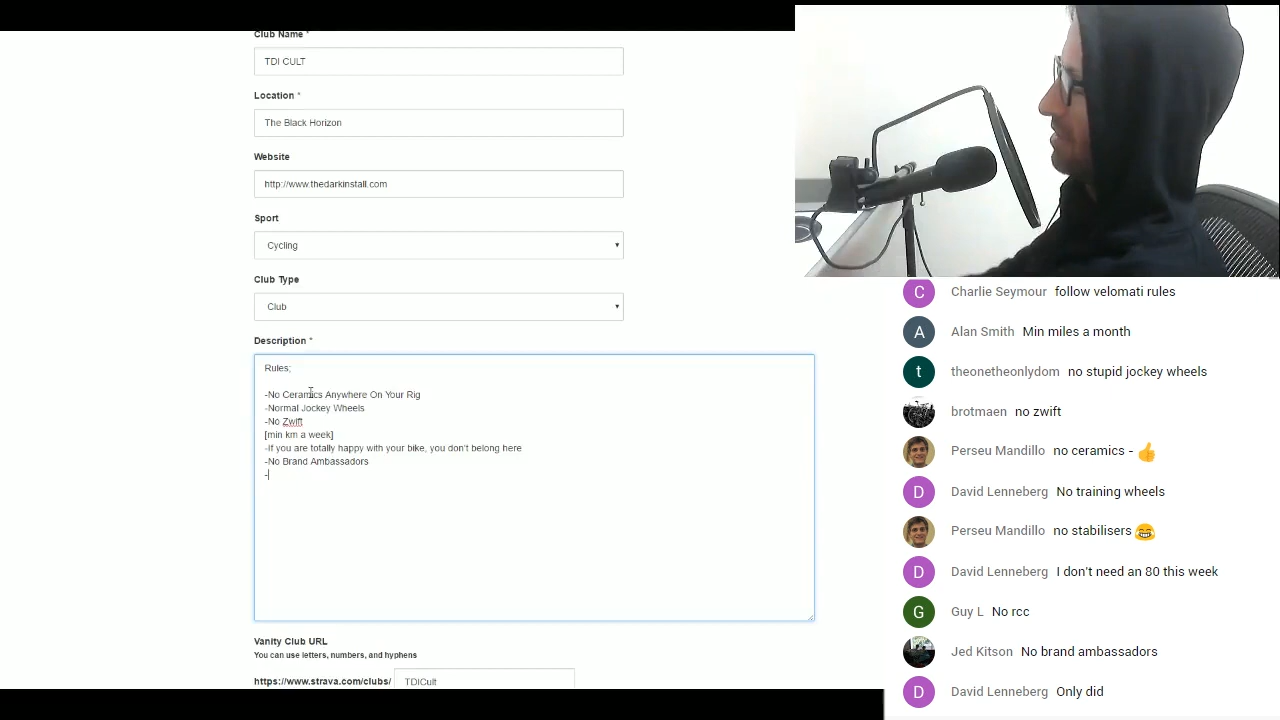 Club Name *
TDI CULT
Location *
The Black Horizon
Website
http://www.thedarkinstall.com
Sport
Cycling
Club Type
Club
Description *
Rules;
-No Ceramics Anywhere On Your Rig
-Normal Jockey Wheels
-No Zwift
[min km a week]
-If you are totally happy with your bike, you don't belong here
-No Brand Ambassadors
-
Vanity Club URL
You can use letters, numbers, and hyphens
https://www.strava.com/clubs/ TDICult
C Charlie Seymour follow velomati rules
A Alan Smith Min miles a month
t theonetheonlydom no stupid jockey wheels
brotmaen no zwift
Perseu Mandillo no ceramics - 👍
D David Lenneberg No training wheels
Perseu Mandillo no stabilisers 😂
D David Lenneberg I don't need an 80 this week
G Guy L No rcc
Jed Kitson No brand ambassadors
D David Lenneberg Only did